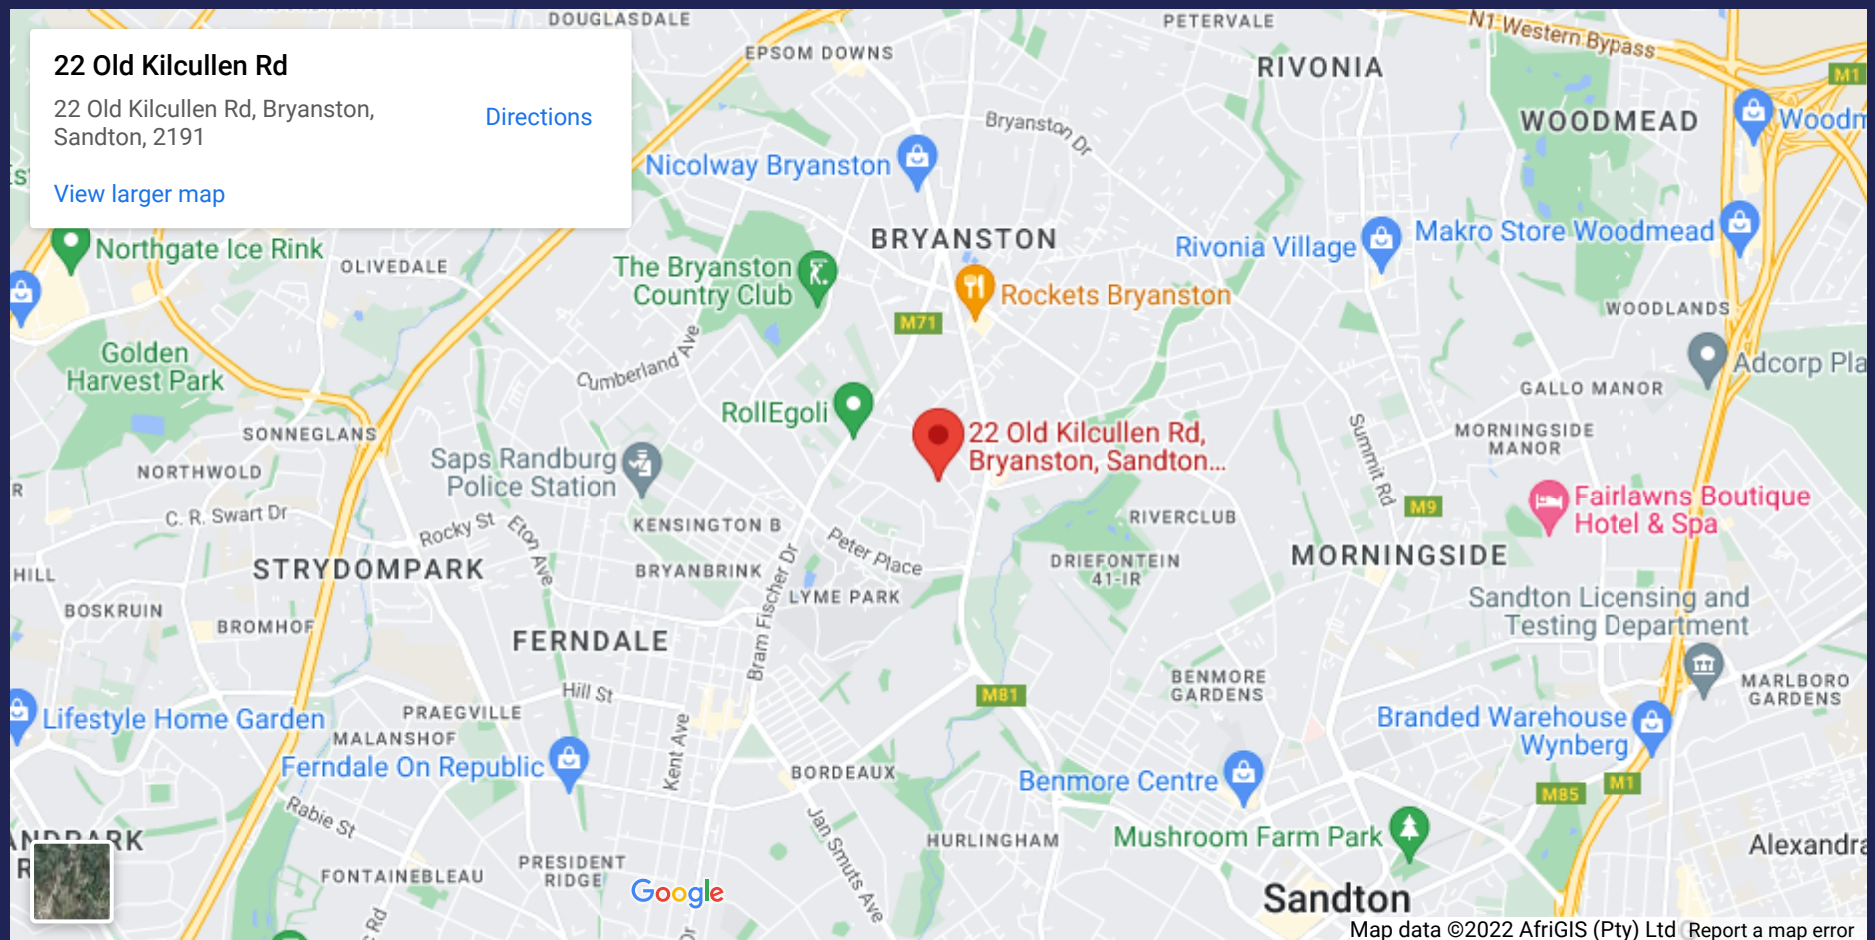 DOUGLASDALE
PETERVALE
N1 Western Bypass
22 Old Kilcullen Rd
22 Old Kilcullen Rd, Bryanston,
Sandton, 2191
Directions
View larger map
EPSOM DOWNS
RIVONIA
M1
WOODMEAD
Woodm
Bryanston Dr
Nicolway Bryanston
BRYANSTON
Rivonia Village
Makro Store Woodmead
Northgate Ice Rink
OLIVEDALE
The Bryanston
Country Club
Rockets Bryanston
M71
WOODLANDS
Golden
Harvest Park
Cumberland Ave
Adcorp Pla
GALLO MANOR
RollEgoli
22 Old Kilcullen Rd,
Bryanston, Sandton...
SONNEGLANS
MORNINGSIDE
MANOR
Summit Rd
NORTHWOLD
Saps Randburg
Police Station
R
C. R. Swart Dr
Rocky St
Eton Ave
KENSINGTON B
Peter Place
RIVERCLUB
M9
Fairlawns Boutique
Hotel & Spa
STRYDOMPARK
BRYANBRINK
DRIEFONTEIN
41-IR
MORNINGSIDE
HILL
LYME PARK
BOSKRUIN
BROMHOF
FERNDALE
Bram Fischer Dr
Sandton Licensing and
Testing Department
Hill St
M81
BENMORE
GARDENS
MARLBORO
GARDENS
Lifestyle Home Garden
PRAEGVILLE
MALANSHOF
Kent Ave
Branded Warehouse
Wynberg
Ferndale On Republic
BORDEAUX
Benmore Centre
M85
M1
Rabie St
Jan Smuts Ave
HURLINGHAM
Mushroom Farm Park
Alexandra
ANDPARK
R
FONTAINEBLEAU
PRESIDENT
RIDGE
Google
Sandton
Rd
Dr
Map data ©2022 AfriGIS (Pty) Ltd
Report a map error